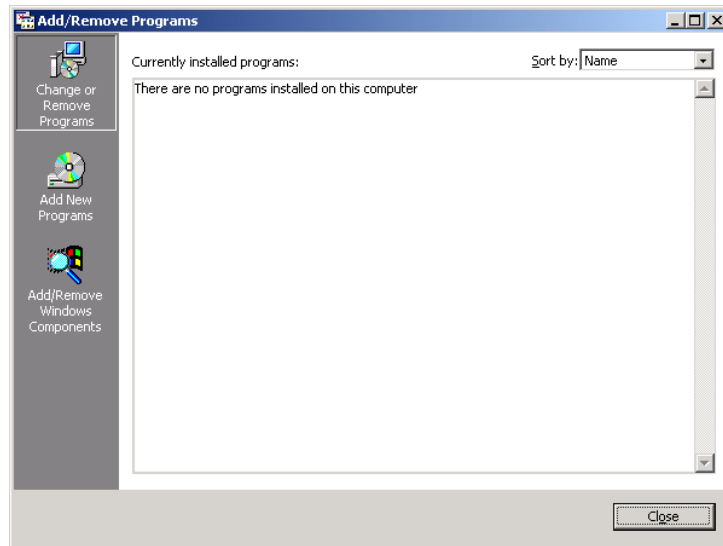 Add/Remove Programs
Change or
Remove
Programs
Add New
Programs
Add/Remove
Windows
Components
Currently installed programs:
Sort by: Name
There are no programs installed on this computer
Close